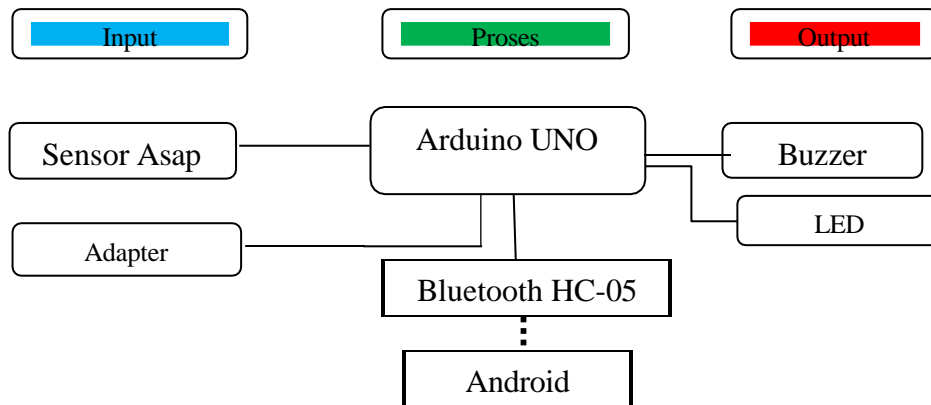 Input
Proses
Output
Sensor Asap
Arduino UNO
Buzzer
LED
Adapter
Bluetooth HC-05
Android